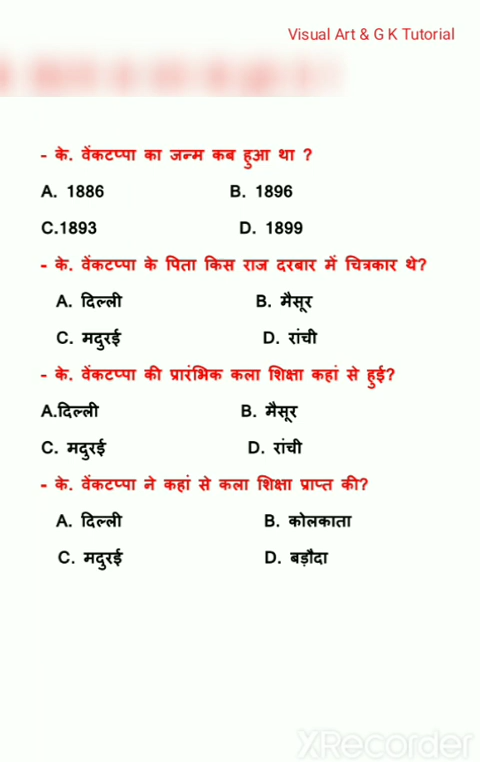 Visual Art & G K Tutorial
- के. वेंकटप्पा का जन्म कब हुआ था ?
A. 1886 B. 1896
C.1893 D. 1899
- के. वेंकटप्पा के पिता किस राज दरबार में चित्रकार थे?
A. दिल्ली B. मैसूर
C. मदुरई D. रांची
- के. वेंकटप्पा की प्रारंभिक कला शिक्षा कहां से हुई?
A.दिल्ली B. मैसूर
C. मदुरई D. रांची
- के. वेंकटप्पा ने कहां से कला शिक्षा प्राप्त की?
A. दिल्ली B. कोलकाता
C. मदुरई D. बड़ौदा
XRecorder